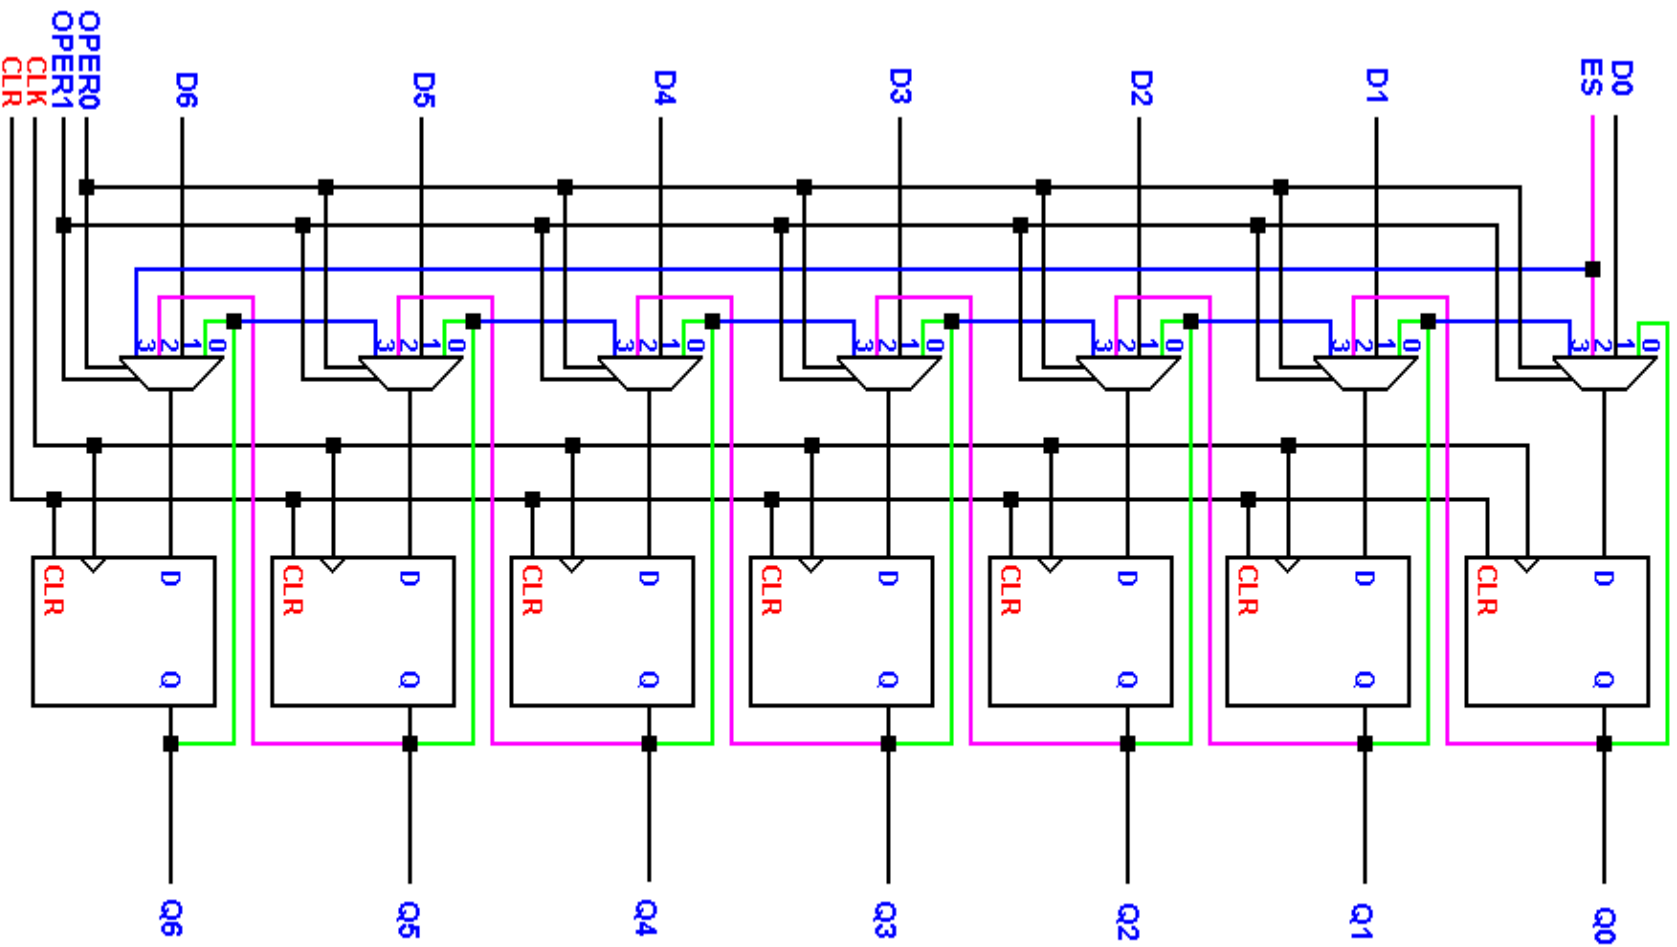 OPER0
OPER1
CLK
CLR
D6
D5
D4
D3
D2
D1
D0
ES
3 2 1 0
3 2 1 0
3 2 1 0
3 2 1 0
3 2 1 0
3 2 1 0
3 2 1 0
CLR D
CLR D
CLR D
CLR D
CLR D
CLR D
CLR D
Q
Q
Q
Q
Q
Q
Q
Q6
Q5
Q4
Q3
Q2
Q1
Q0